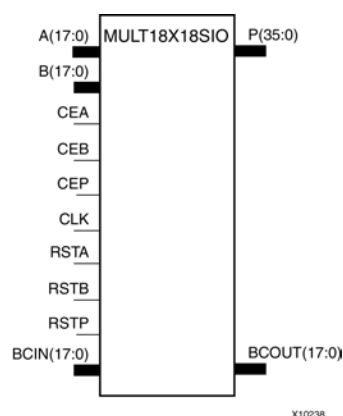 A(17:0) MULT18X18SIO P(35:0)
B(17:0)
CEA
CEB
CEP
CLK
RSTA
RSTB
RSTP
BCIN(17:0) BCOUT(17:0)
X10238